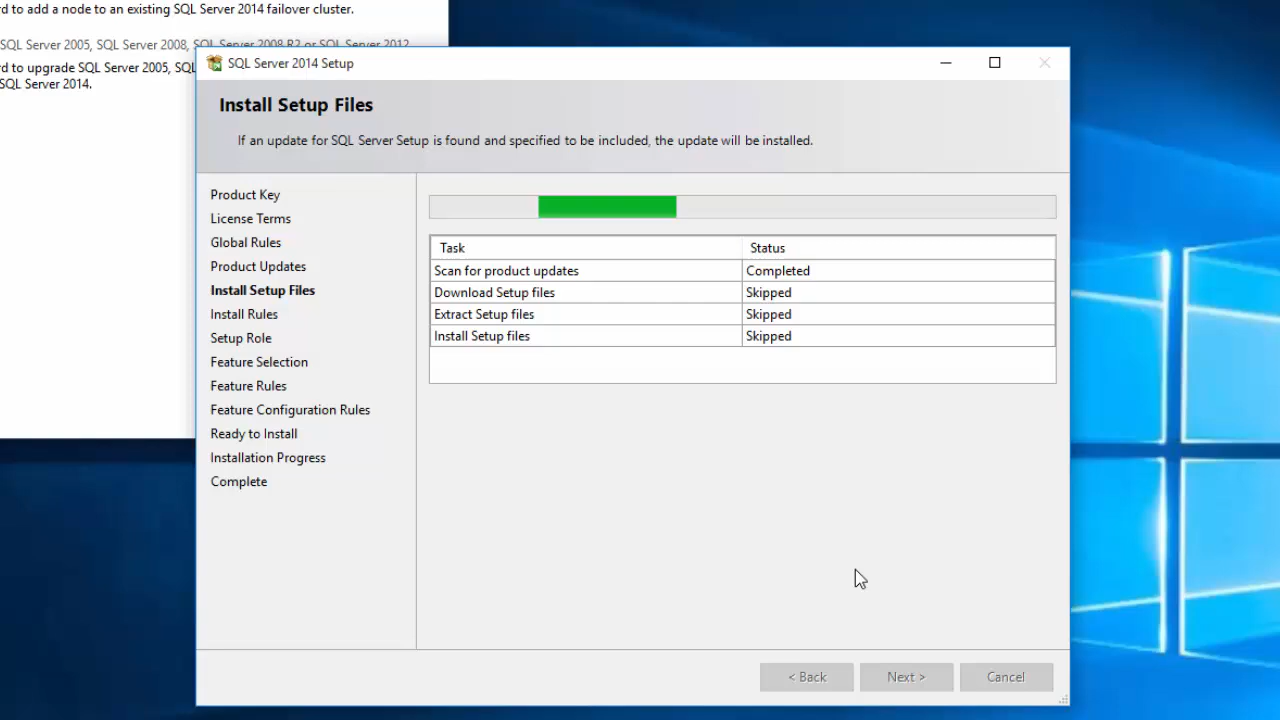 rd to add a node to an existing SQL Server 2014 failover cluster.
SQL Server 2005, SQL Server 2008, SQL Server 2008 R2 or SQL Server 2012
rd to upgrade SQL Server 2005, SQL
SQL Server 2014.
SQL Server 2014 Setup
Install Setup Files
If an update for SQL Server Setup is found and specified to be included, the update will be installed.
Product Key
License Terms
Global Rules
Product Updates
Install Setup Files
Install Rules
Setup Role
Feature Selection
Feature Rules
Feature Configuration Rules
Ready to Install
Installation Progress
Complete
Task Status
Scan for product updates Completed
Download Setup files Skipped
Extract Setup files Skipped
Install Setup files Skipped
< Back Next > Cancel